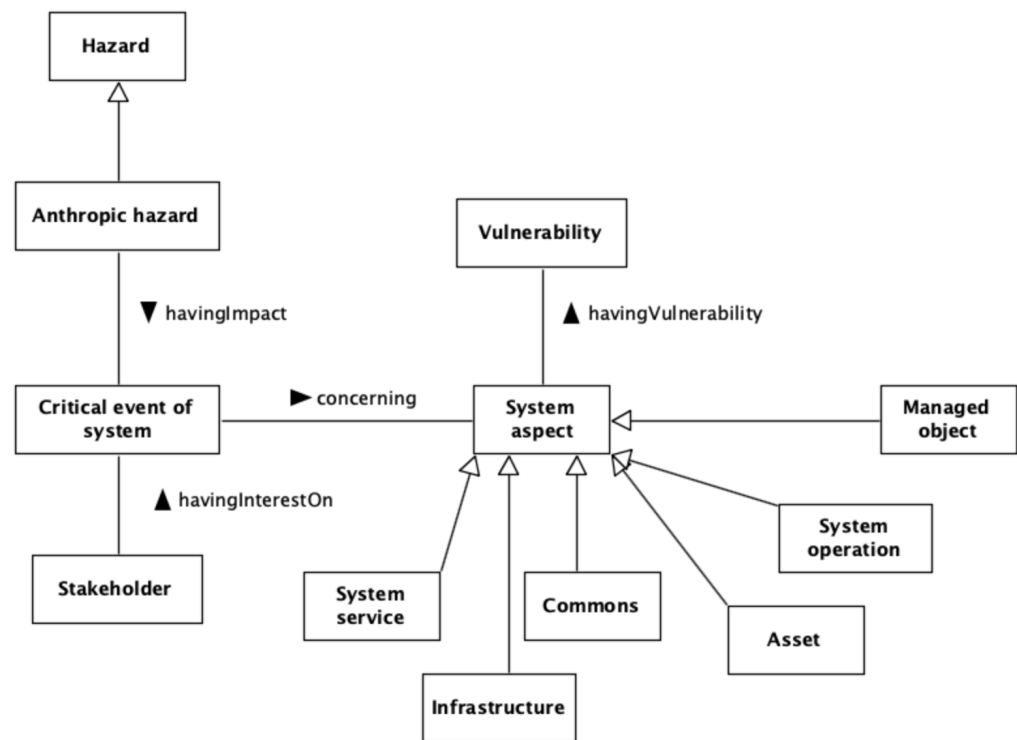 Hazard
Anthropic hazard
Vulnerability
▼ havingImpact
▲ havingVulnerability
Critical event of
system
► concerning
System
aspect
Managed
object
▲ havingInterestOn
System
operation
Stakeholder
System
service
Commons
Asset
Infrastructure